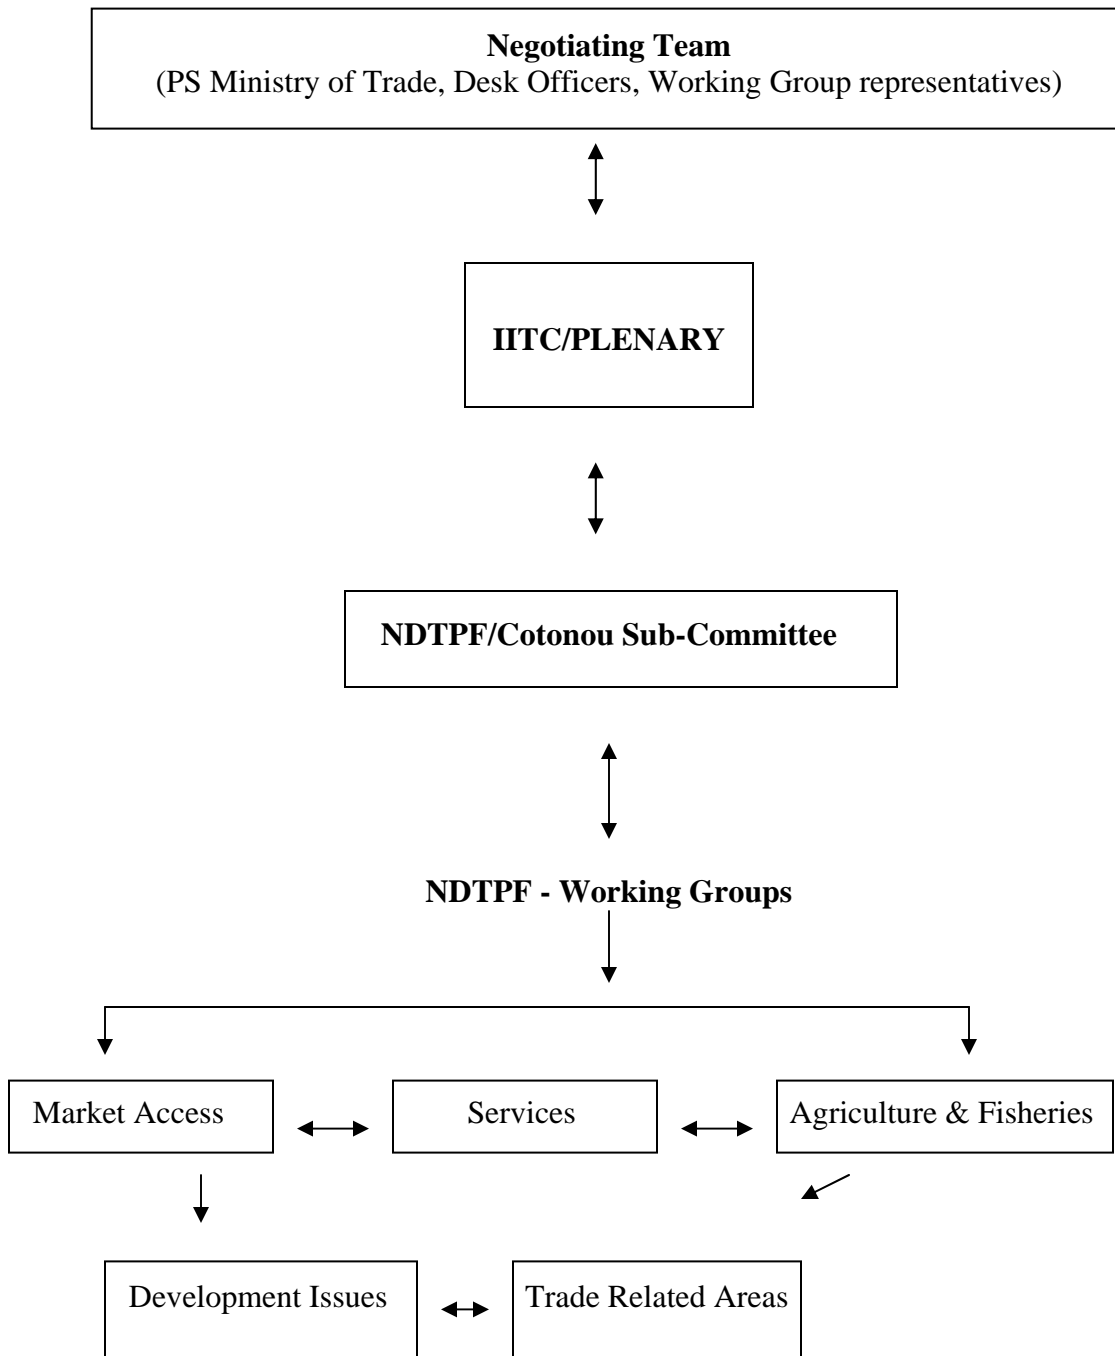 Negotiating Team
(PS Ministry of Trade, Desk Officers, Working Group representatives)
IITC/PLENARY
NDTPF/Cotonou Sub-Committee
NDTPF - Working Groups
Market Access
Services
Agriculture & Fisheries
Development Issues
Trade Related Areas